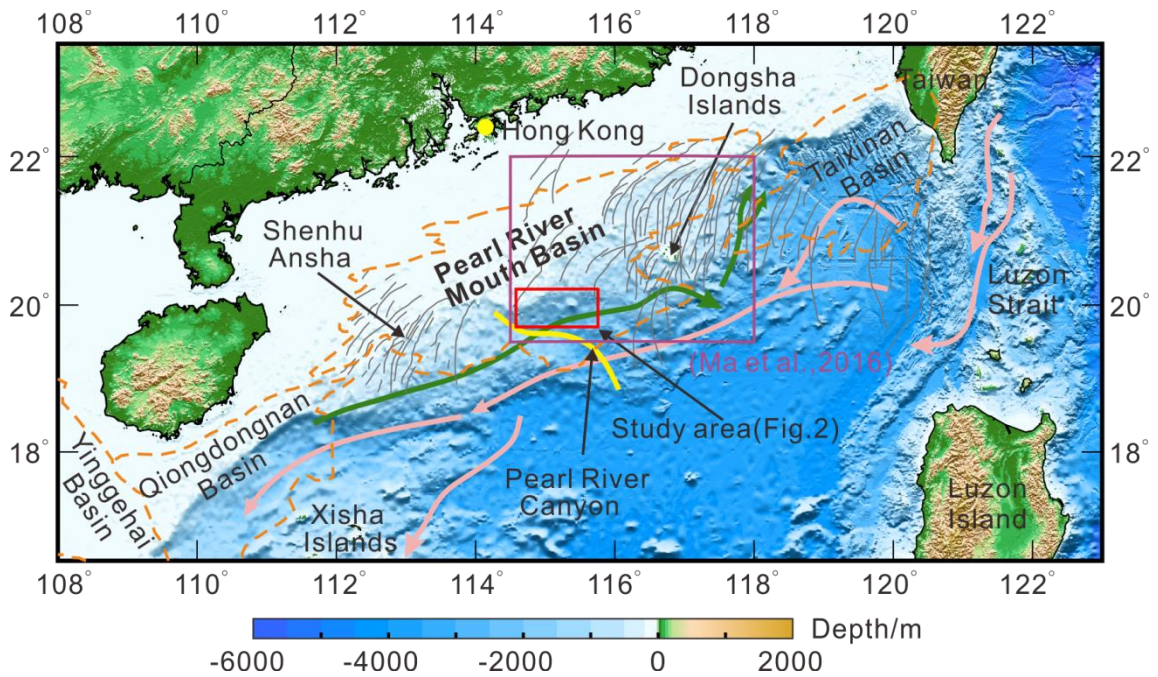 108° 110° 112° 114° 116° 118° 120° 122°
Taiwan
Dongsha
Islands
Hong Kong
22°
22°
Taixinan
Basin
Shenhu
Ansha
Pearl River
Mouth Basin
Luzon
Strait
20°
20°
(Ma et al.,2016)
Study area(Fig.2)
18°
18°
Qiongdongnan
Basin
Yinggehai
Basin
Pearl River
Canyon
Xisha
Islands
Luzon
Island
108° 110° 112° 114° 116° 118° 120° 122°
Depth/m
-6000 -4000 -2000 0 2000